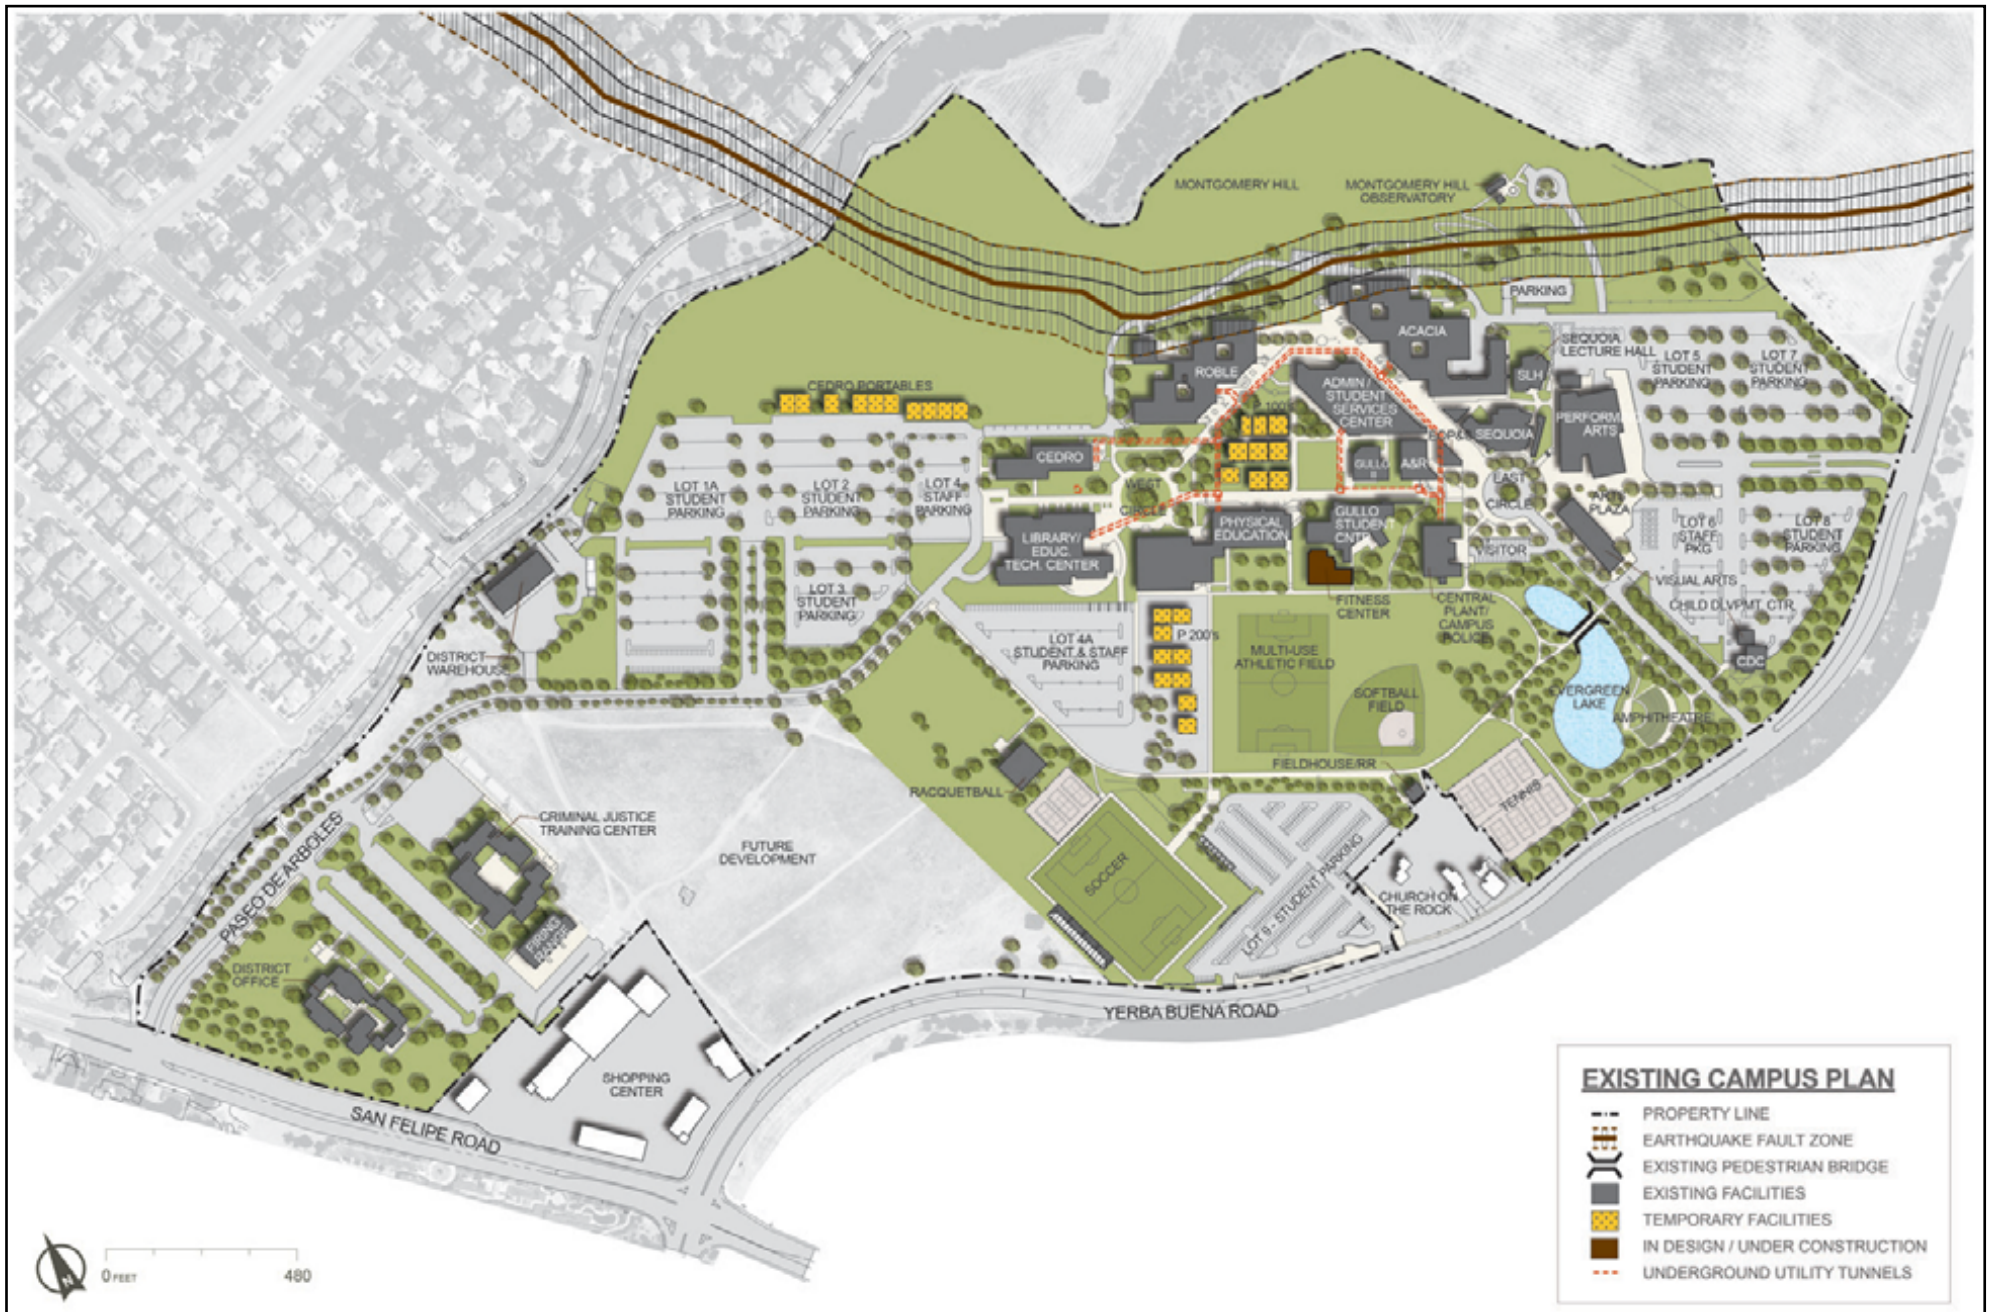 MONTGOMERY HILL
MONTGOMERY HILL
OBSERVATORY
PARKING
ACACIA
SEQUOIA
LECTURE HALL
LOT 5
STUDENT
PARKING
LOT 7
STUDENT
PARKING
ROBLE
SLH
CEDRO PORTABLES
ADMIN /
STUDENT
SERVICES
CENTER
PERFORM.
ARTS
SEQUOIA
CEDRO
GULLO
II
A&R
LOT 1A
STUDENT
PARKING
LOT 2
STUDENT
PARKING
LOT 4
STAFF
PARKING
WEST
CIRCLE
EAST
CIRCLE
ARTS
PLAZA
LIBRARY/
EDUC.
TECH. CENTER
PHYSICAL
EDUCATION
GULLO
STUDENT
CNTR
VISITOR
LOT 6
STAFF
PKG
LOT 8
STUDENT
PARKING
VISUAL ARTS
LOT 3
STUDENT
PARKING
FITNESS
CENTER
CENTRAL
PLANT/
CAMPUS
POLICE
CHILD DLVPMT. CTR.
CDC
DISTRICT
WAREHOUSE
LOT 4A
STUDENT & STAFF
PARKING
P 200's
MULTI-USE
ATHLETIC FIELD
SOFTBALL
FIELD
EVERGREEN
LAKE
AMPHITHEATRE
FIELDHOUSE/RR
RACQUETBALL
TENNIS
CRIMINAL JUSTICE
TRAINING CENTER
FUTURE
DEVELOPMENT
SOCCER
LOT 9 - STUDENT PARKING
CHURCH ON
THE ROCK
PASEO DE ARBOLES
FIRING
RANGE
DISTRICT
OFFICE
YERBA BUENA ROAD
SHOPPING
CENTER
SAN FELIPE ROAD
EXISTING CAMPUS PLAN
PROPERTY LINE
EARTHQUAKE FAULT ZONE
EXISTING PEDESTRIAN BRIDGE
EXISTING FACILITIES
TEMPORARY FACILITIES
IN DESIGN / UNDER CONSTRUCTION
UNDERGROUND UTILITY TUNNELS
N
0 FEET 480